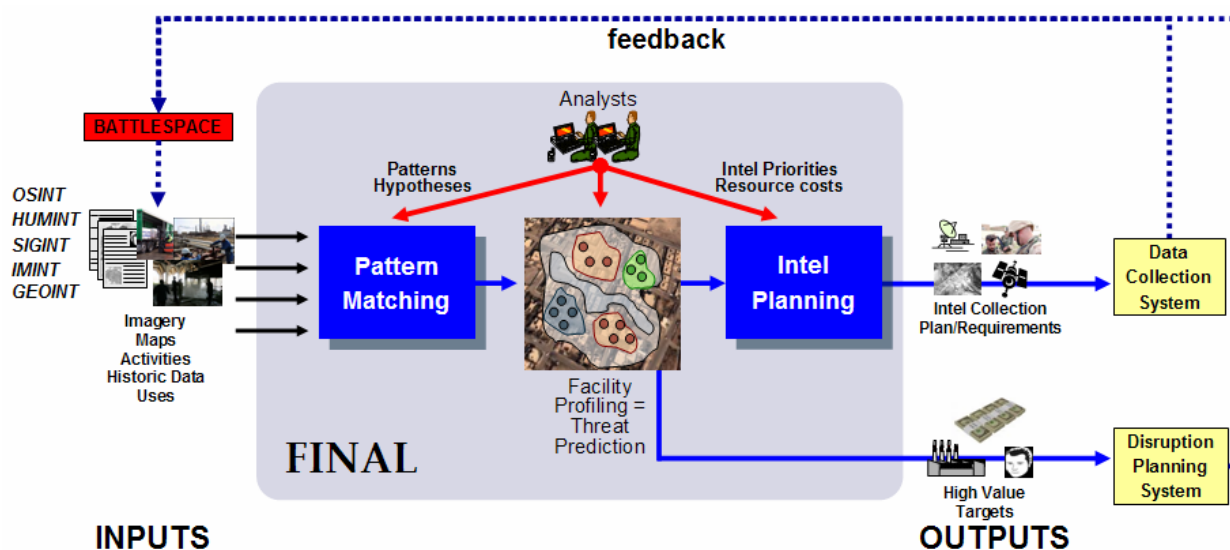 feedback
BATTLESPACE
OSINT
HUMINT
SIGINT
IMINT
GEOINT
Imagery
Maps
Activities
Historic Data
Uses
Analysts
Patterns
Hypotheses
Intel Priorities
Resource costs
Pattern
Matching
Intel
Planning
Facility
Profiling =
Threat
Prediction
FINAL
Intel Collection
Plan/Requirements
Data
Collection
System
High Value
Targets
Disruption
Planning
System
INPUTS
OUTPUTS